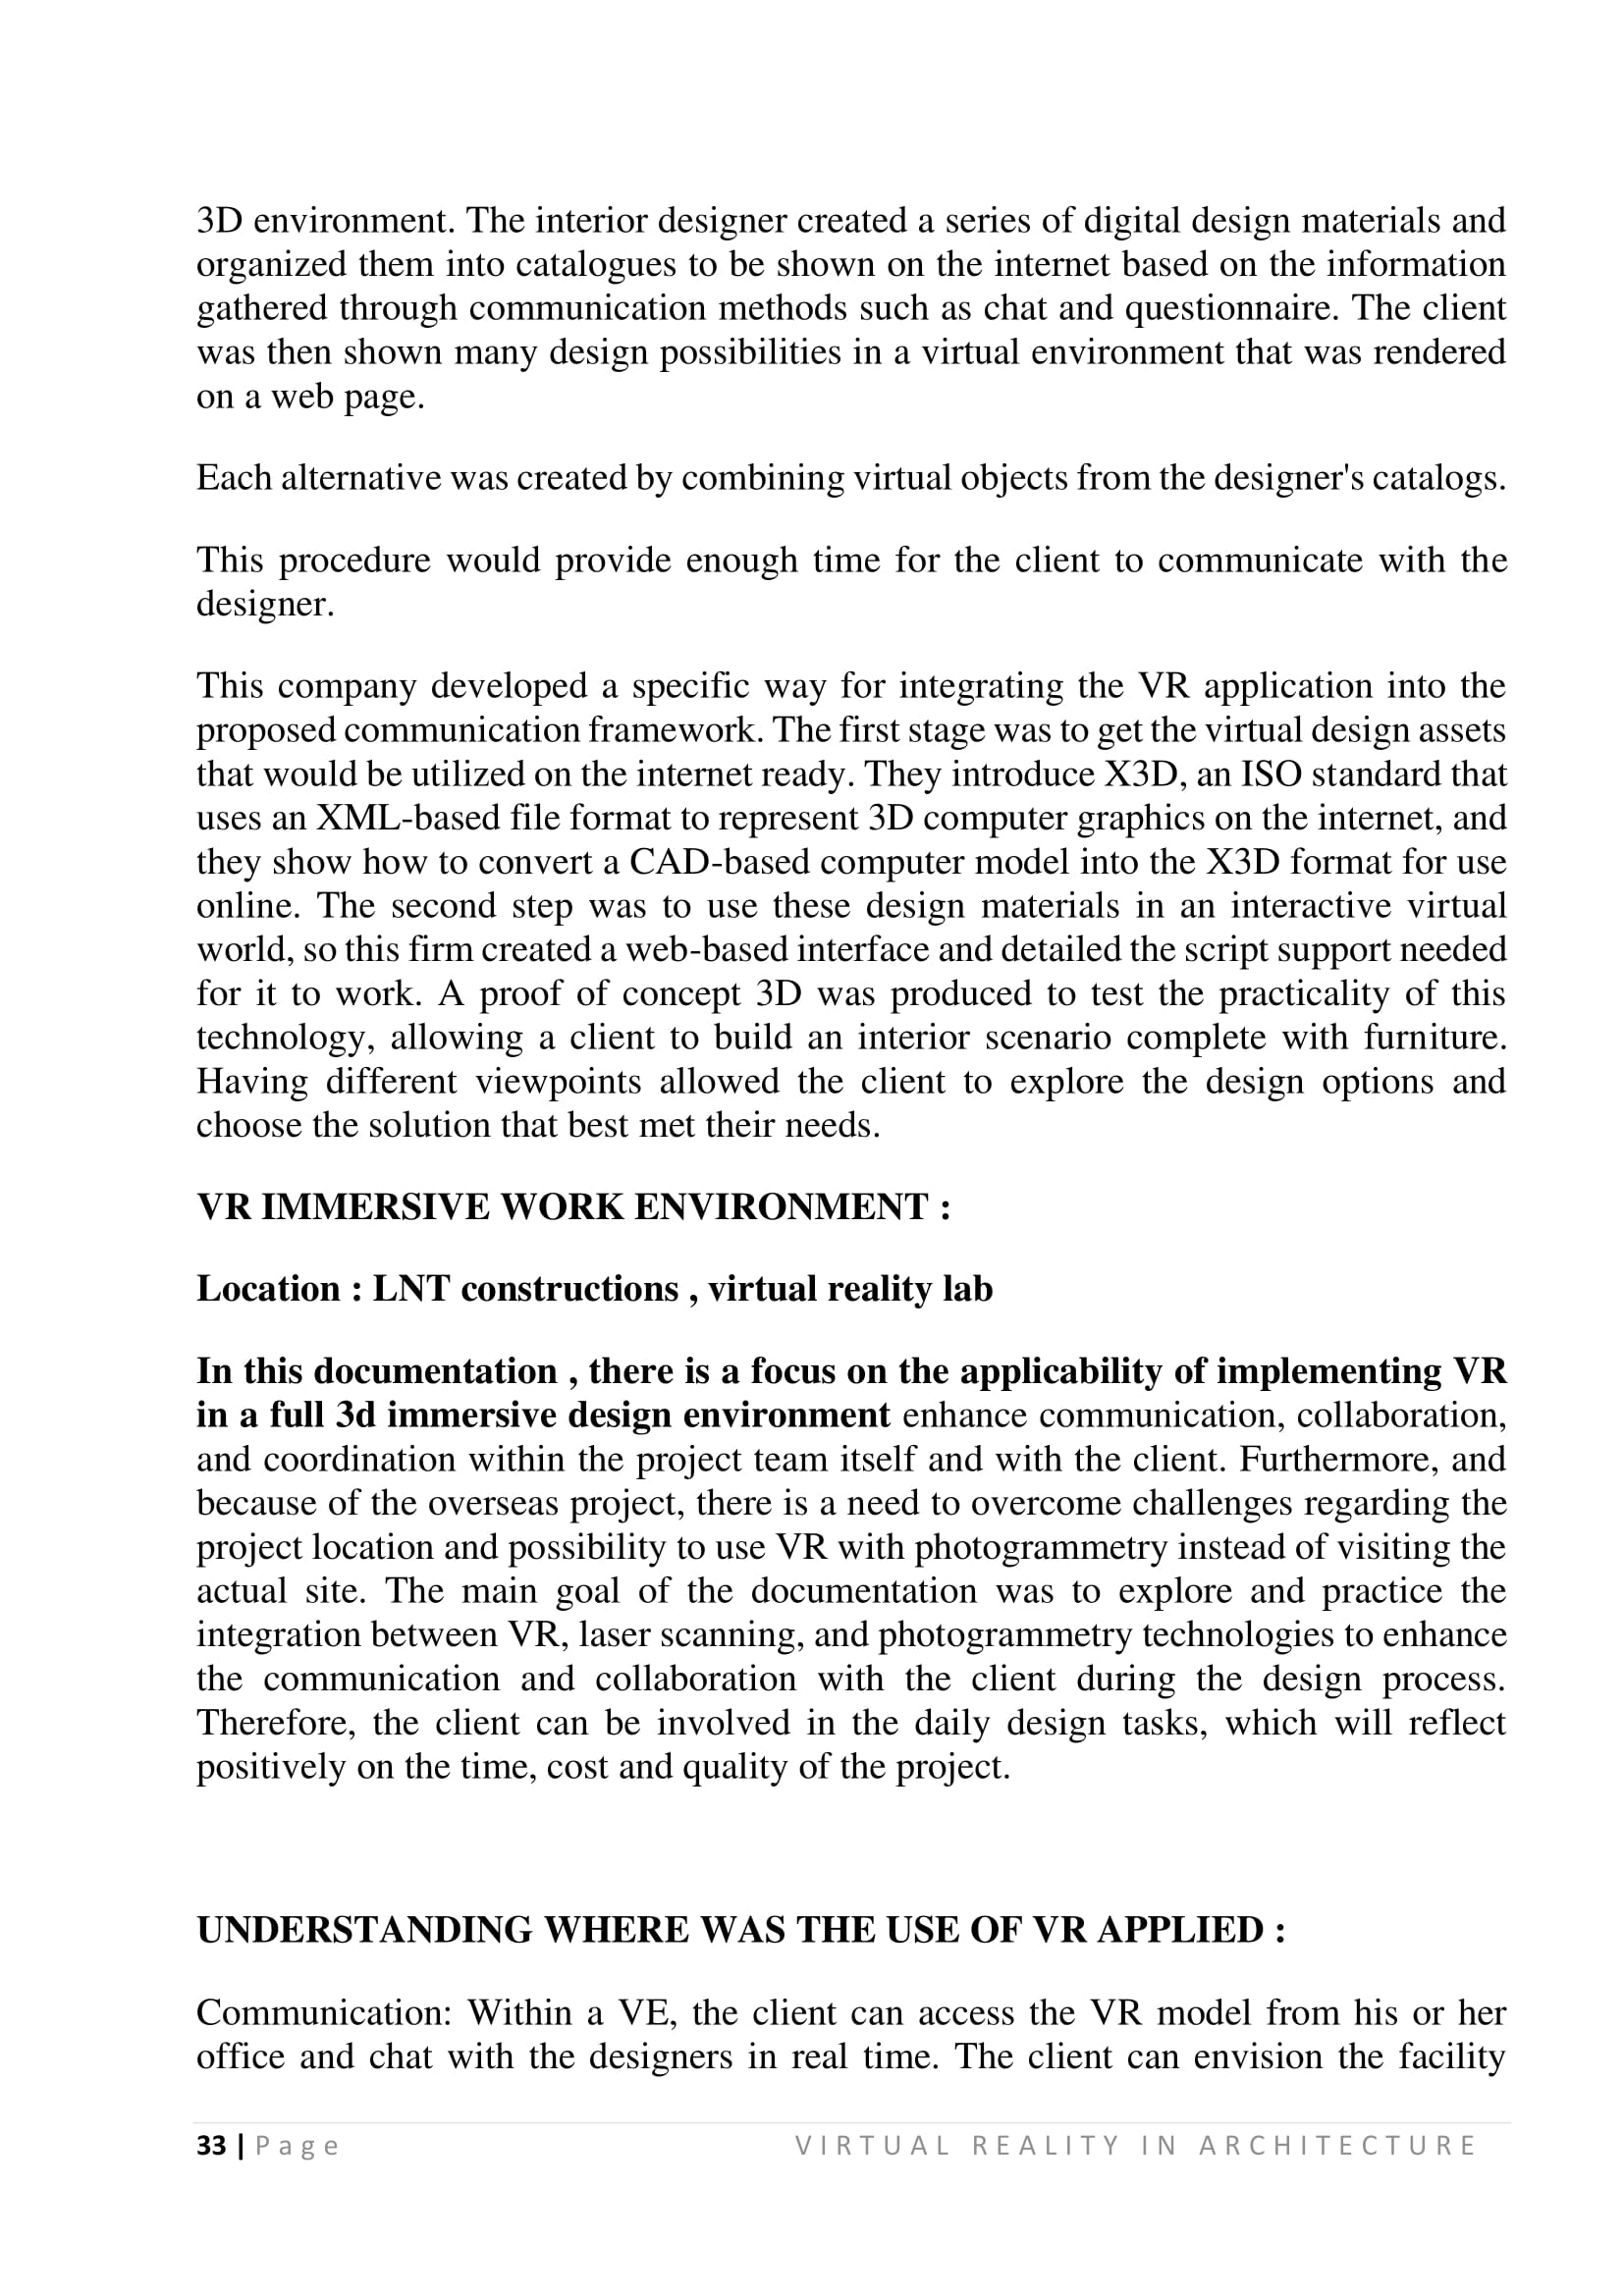 3D environment. The interior designer created a series of digital design materials and
organized them into catalogues to be shown on the internet based on the information
gathered through communication methods such as chat and questionnaire. The client
was then shown many design possibilities in a virtual environment that was rendered
on a web page.
Each alternative was created by combining virtual objects from the designer's catalogs.
This procedure would provide enough time for the client to communicate with the
designer.
This company developed a specific way for integrating the VR application into the
proposed communication framework. The first stage was to get the virtual design assets
that would be utilized on the internet ready. They introduce X3D, an ISO standard that
uses an XML-based file format to represent 3D computer graphics on the internet, and
they show how to convert a CAD-based computer model into the X3D format for use
online. The second step was to use these design materials in an interactive virtual
world, so this firm created a web-based interface and detailed the script support needed
for it to work. A proof of concept 3D was produced to test the practicality of this
technology, allowing a client to build an interior scenario complete with furniture.
Having different viewpoints allowed the client to explore the design options and
choose the solution that best met their needs.
VR IMMERSIVE WORK ENVIRONMENT :
Location : LNT constructions , virtual reality lab
In this documentation , there is a focus on the applicability of implementing VR
in a full 3d immersive design environment enhance communication, collaboration,
and coordination within the project team itself and with the client. Furthermore, and
because of the overseas project, there is a need to overcome challenges regarding the
project location and possibility to use VR with photogrammetry instead of visiting the
actual site. The main goal of the documentation was to explore and practice the
integration between VR, laser scanning, and photogrammetry technologies to enhance
the communication and collaboration with the client during the design process.
Therefore, the client can be involved in the daily design tasks, which will reflect
positively on the time, cost and quality of the project.
UNDERSTANDING WHERE WAS THE USE OF VR APPLIED :
Communication: Within a VE, the client can access the VR model from his or her
office and chat with the designers in real time. The client can envision the facility
33 | Page VIRTUAL REALITY IN ARCHITECTURE